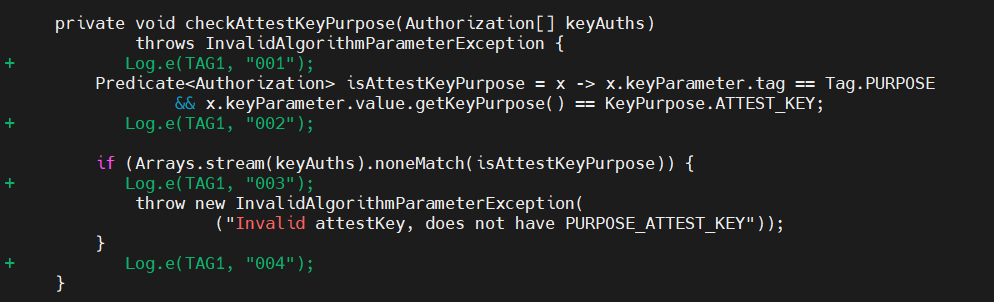 private void checkAttestKeyPurpose(Authorization[] keyAuths)
throws InvalidAlgorithmParameterException {
+ Log.e(TAG1, "001");
Predicate<Authorization> isAttestKeyPurpose = x -> x.keyParameter.tag == Tag.PURPOSE
&& x.keyParameter.value.getKeyPurpose() == KeyPurpose.ATTEST_KEY;
+ Log.e(TAG1, "002");
if (Arrays.stream(keyAuths).noneMatch(isAttestKeyPurpose)) {
+ Log.e(TAG1, "003");
throw new InvalidAlgorithmParameterException(
("Invalid attestKey, does not have PURPOSE_ATTEST_KEY"));
}
+ Log.e(TAG1, "004");
}